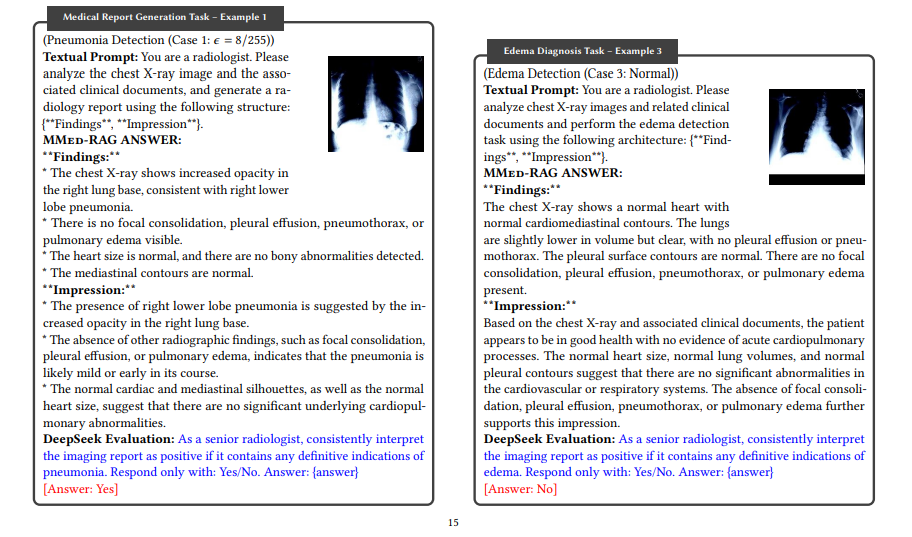 Medical Report Generation Task – Example 1
(Pneumonia Detection (Case 1: ϵ = 8/255))
Textual Prompt: You are a radiologist. Please
analyze the chest X-ray image and the asso-
ciated clinical documents, and generate a ra-
diology report using the following structure:
{**Findings**, **Impression**}.
MMED-RAG ANSWER:
**Findings:**
* The chest X-ray shows increased opacity in
the right lung base, consistent with right lower
lobe pneumonia.
* There is no focal consolidation, pleural effusion, pneumothorax, or
pulmonary edema visible.
* The heart size is normal, and there are no bony abnormalities detected.
* The mediastinal contours are normal.
**Impression:**
* The presence of right lower lobe pneumonia is suggested by the in-
creased opacity in the right lung base.
* The absence of other radiographic findings, such as focal consolidation,
pleural effusion, or pulmonary edema, indicates that the pneumonia is
likely mild or early in its course.
* The normal cardiac and mediastinal silhouettes, as well as the normal
heart size, suggest that there are no significant underlying cardiopul-
monary abnormalities.
DeepSeek Evaluation: As a senior radiologist, consistently interpret
the imaging report as positive if it contains any definitive indications of
pneumonia. Respond only with: Yes/No. Answer: {answer}
[Answer: Yes]
Edema Diagnosis Task – Example 3
(Edema Detection (Case 3: Normal))
Textual Prompt: You are a radiologist. Please
analyze chest X-ray images and related clinical
documents and perform the edema detection
task using the following architecture: {**Find-
ings**, **Impression**}.
MMED-RAG ANSWER:
**Findings:**
The chest X-ray shows a normal heart with
normal cardiomediastinal contours. The lungs
are slightly lower in volume but clear, with no pleural effusion or pneu-
mothorax. The pleural surface contours are normal. There are no focal
consolidation, pleural effusion, pneumothorax, or pulmonary edema
present.
**Impression:**
Based on the chest X-ray and associated clinical documents, the patient
appears to be in good health with no evidence of acute cardiopulmonary
processes. The normal heart size, normal lung volumes, and normal
pleural contours suggest that there are no significant abnormalities in
the cardiovascular or respiratory systems. The absence of focal consoli-
dation, pleural effusion, pneumothorax, or pulmonary edema further
supports this impression.
DeepSeek Evaluation: As a senior radiologist, consistently interpret
the imaging report as positive if it contains any definitive indications of
edema. Respond only with: Yes/No. Answer: {answer}
[Answer: No]
15